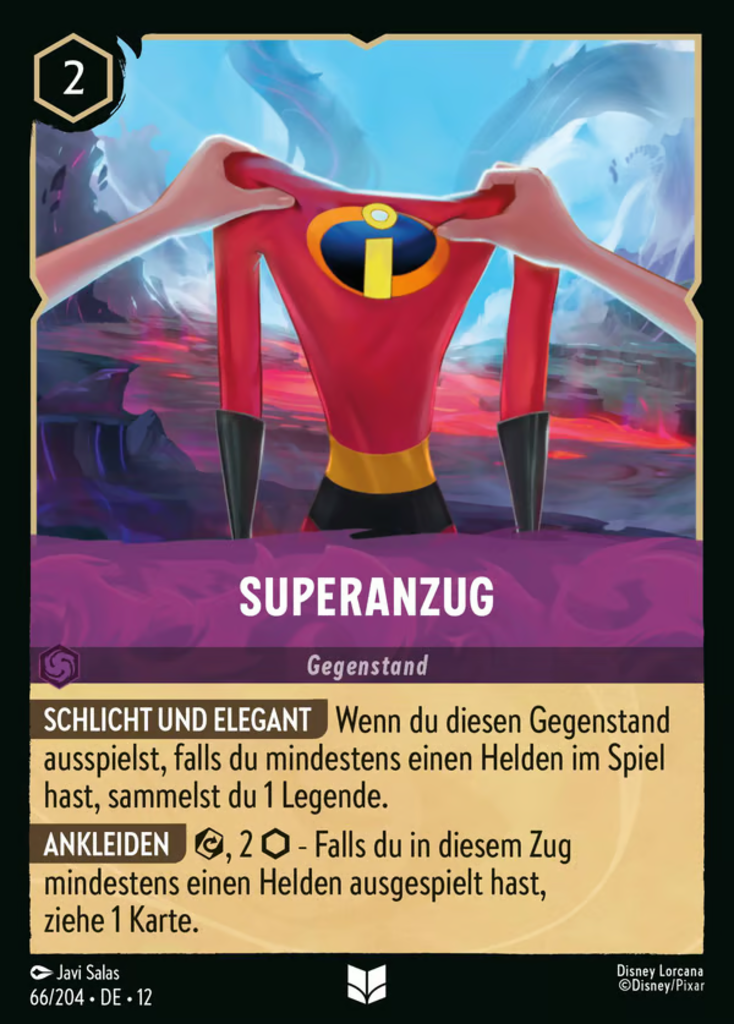 2
SUPERANZUG
Gegenstand
SCHLICHT UND ELEGANT Wenn du diesen Gegenstand
ausspielst, falls du mindestens einen Helden im Spiel
hast, sammelst du 1 Legende.
ANKLEIDEN , 2 - Falls du in diesem Zug
mindestens einen Helden ausgespielt hast,
ziehe 1 Karte.
Javi Salas
66/204 • DE • 12
Disney Lorcana
©Disney/Pixar